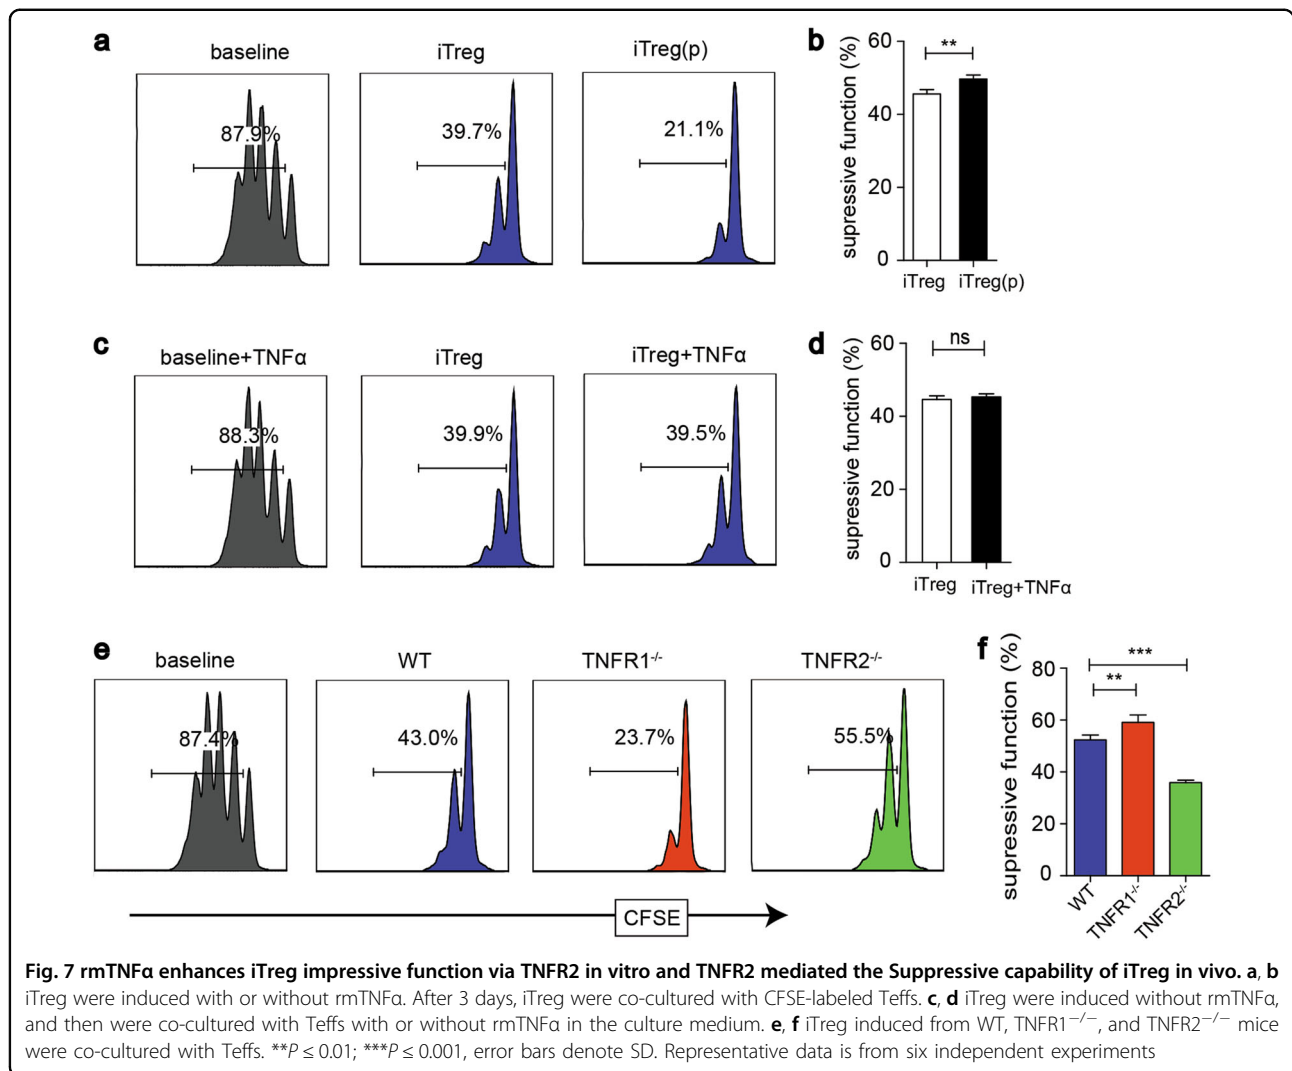 a
baseline
iTreg
iTreg(p)
87.9%
39.7%
21.1%
b
supressive function (%)
60
40
20
0
**
iTreg
iTreg(p)
c
baseline+TNFα
iTreg
iTreg+TNFα
88.3%
39.9%
39.5%
d
supressive function (%)
60
40
20
0
ns
iTreg
iTreg+TNFα
e
baseline
WT
TNFR1-/-
TNFR2-/-
87.4%
43.0%
23.7%
55.5%
CFSE
f
supressive function (%)
80
60
40
20
0
***
**
WT
TNFR1-/-
TNFR2-/-
Fig. 7 rmTNFα enhances iTreg impressive function via TNFR2 in vitro and TNFR2 mediated the Suppressive capability of iTreg in vivo. a, b
iTreg were induced with or without rmTNFα. After 3 days, iTreg were co-cultured with CFSE-labeled Teffs. c, d iTreg were induced without rmTNFα,
and then were co-cultured with Teffs with or without rmTNFα in the culture medium. e, f iTreg induced from WT, TNFR1−/−, and TNFR2−/− mice
were co-cultured with Teffs. **P ≤ 0.01; ***P ≤ 0.001, error bars denote SD. Representative data is from six independent experiments